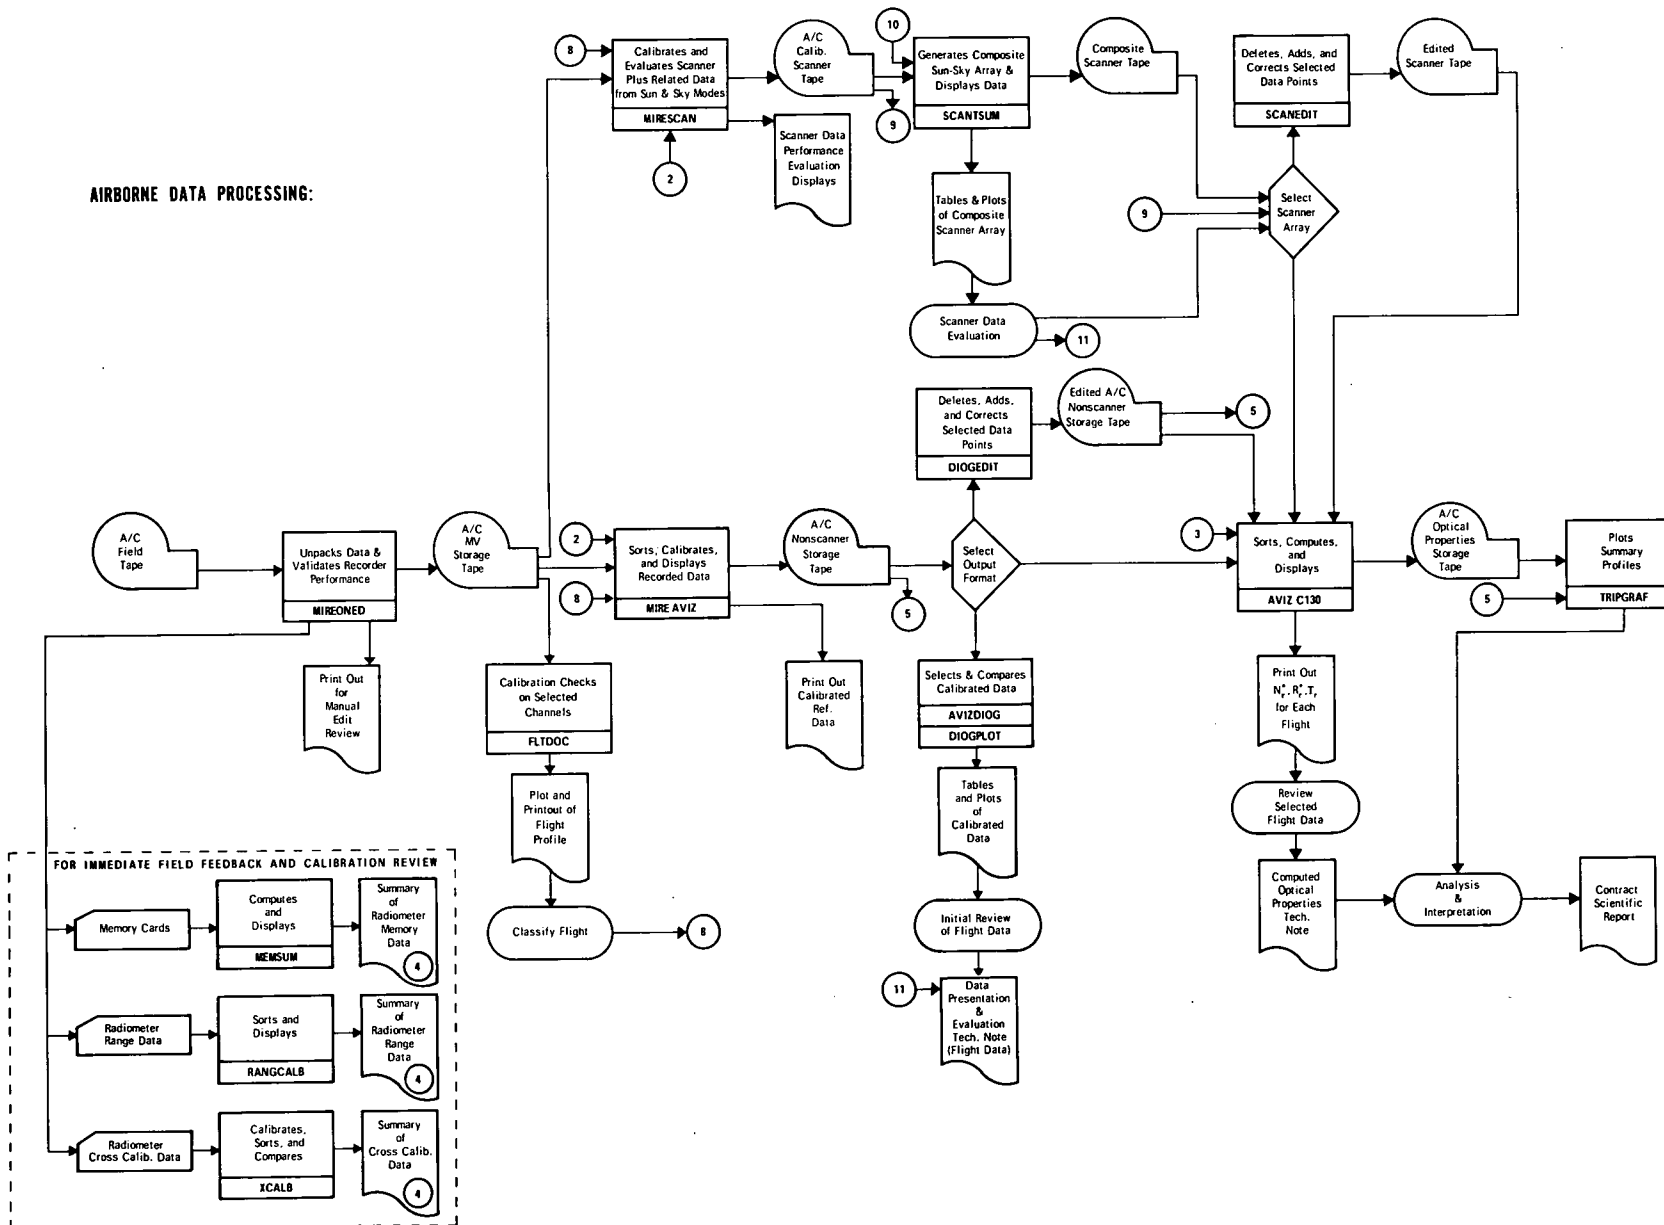 AIRBORNE DATA PROCESSING:
8
Calibrates and
Evaluates Scanner
Plus Related Data
from Sun & Sky Modes
MIRESCAN
2
A/C
Calib.
Scanner
Tape
9
Scanner Data
Performance
Evaluation
Displays
10
Generates Composite
Sun-Sky Array &
Displays Data
SCANTSUM
Tables & Plots
of Composite
Scanner Array
Scanner Data
Evaluation
11
Composite
Scanner Tape
9
Deletes, Adds, and
Corrects Selected
Data Points
SCANEDIT
Select
Scanner
Array
Edited
Scanner Tape
Deletes, Adds,
and Corrects
Selected Data
Points
DIOGEDIT
Edited A/C
Nonscanner
Storage Tape
5
A/C
Field
Tape
Unpacks Data &
Validates Recorder
Performance
MIREONED
Print Out
for
Manual
Edit
Review
A/C
MV
Storage
Tape
2
8
Sorts, Calibrates,
and Displays
Recorded Data
MIRE AVIZ
A/C
Nonscanner
Storage
Tape
5
Select
Output
Format
3
Sorts, Computes,
and
Displays
AVIZ C130
A/C
Optical
Properties
Storage
Tape
5
Plots
Summary
Profiles
TRIPGRAF
Calibration Checks
on Selected
Channels
FLTDOC
Plot and
Printout of
Flight
Profile
Classify Flight
8
Print Out
Calibrated
Ref.
Data
Selects & Compares
Calibrated Data
AVIZDIOG
DIOGPLOT
Tables
and Plots
of
Calibrated
Data
Initial Review
of Flight Data
11
Data
Presentation
&
Evaluation
Tech. Note
(Flight Data)
Print Out
N*r, R*r, Tr
for Each
Flight
Review
Selected
Flight Data
Computed
Optical
Properties
Tech.
Note
Analysis
&
Interpretation
Contract
Scientific
Report
FOR IMMEDIATE FIELD FEEDBACK AND CALIBRATION REVIEW
Memory Cards
Computes
and
Displays
MEMSUM
Summary
of
Radiometer
Memory
Data
4
Radiometer
Range Data
Sorts and
Displays
RANGCALB
Summary
of
Radiometer
Range
Data
4
Radiometer
Cross Calib. Data
Calibrates,
Sorts, and
Compares
XCALB
Summary
of
Cross Calib.
Data
4